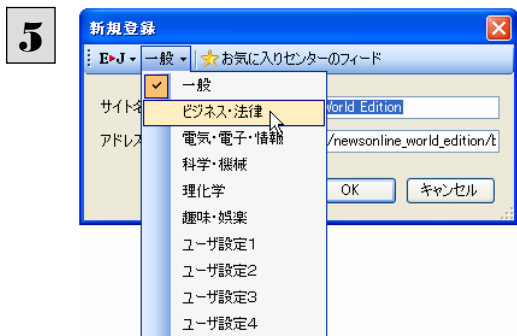 5
新規登録
E▸J 一般 お気に入りセンターのフィード
一般
サイト名 World Edition
ビジネス・法律
アドレス 電気・電子・情報 /newsonline_world_edition/t
科学・機械
理化学 OK キャンセル
趣味・娯楽
ユーザ設定1
ユーザ設定2
ユーザ設定3
ユーザ設定4